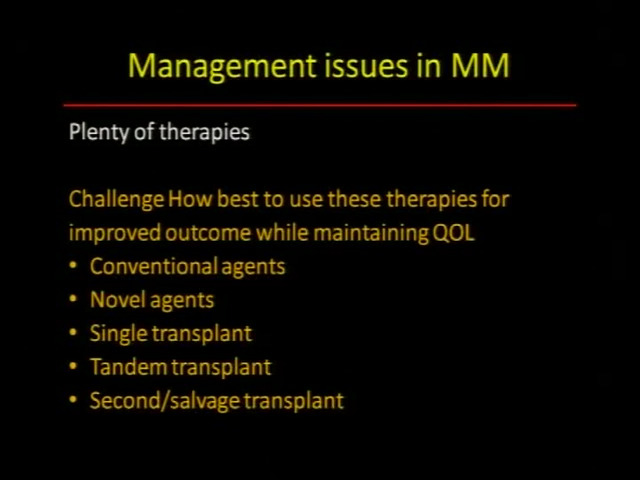 Management issues in MM
Plenty of therapies
Challenge How best to use these therapies for
improved outcome while maintaining QOL
• Conventional agents
• Novel agents
• Single transplant
• Tandem transplant
• Second/salvage transplant